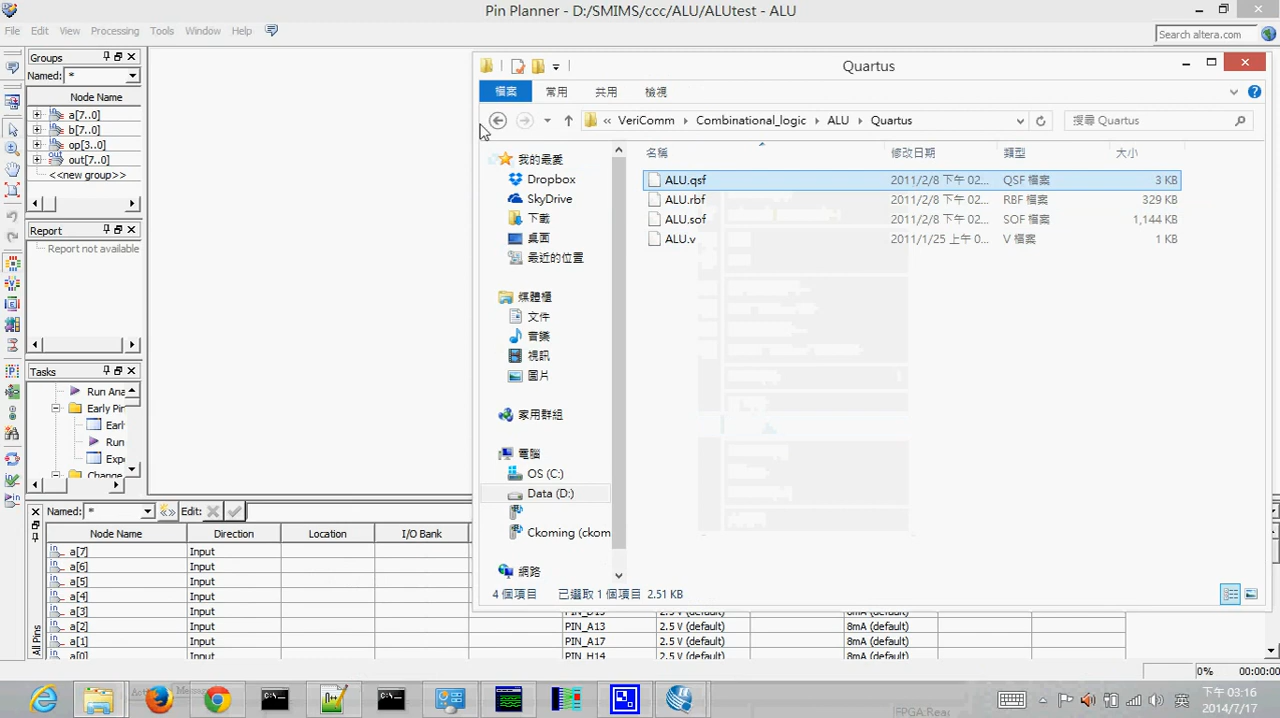 Pin Planner - D:/SMIMS/ccc/ALU/ALUtest - ALU
File Edit View Processing Tools Window Help
Search altera.com
Groups
Named: *
Node Name
a[7..0]
b[7..0]
op[3..0]
out[7..0]
<<new group>>
Report
Report not available
Tasks
Run Ana
Early Pin
Earl
Run
Expo
Change
Quartus
檔案 常用 共用 檢視
« VeriComm Combinational_logic ALU Quartus
搜尋 Quartus
名稱 修改日期 類型 大小
ALU.qsf 2011/2/8 下午 02... QSF 檔案 3 KB
ALU.rbf 2011/2/8 下午 02... RBF 檔案 329 KB
ALU.sof 2011/2/8 下午 02... SOF 檔案 1,144 KB
ALU.v 2011/1/25 上午 0... V 檔案 1 KB
我的最愛
Dropbox
SkyDrive
下載
桌面
最近的位置
媒體櫃
文件
音樂
視訊
圖片
家用群組
電腦
OS (C:)
Data (D:)
Ckoming (ckom
網路
4 個項目 已選取 1 個項目 2.51 KB
Named: * Edit:
Node Name Direction Location I/O Bank
a[7] Input
a[6] Input
a[5] Input
a[4] Input
a[3] Input
a[2] Input PIN_A13 2.5 V (default) 8mA (default)
a[1] Input PIN_A17 2.5 V (default) 8mA (default)
a[0] Input PIN_H14 2.5 V (default) 8mA (default)
All Pins
0% 00:00:00
英
下午 03:16
2014/7/17